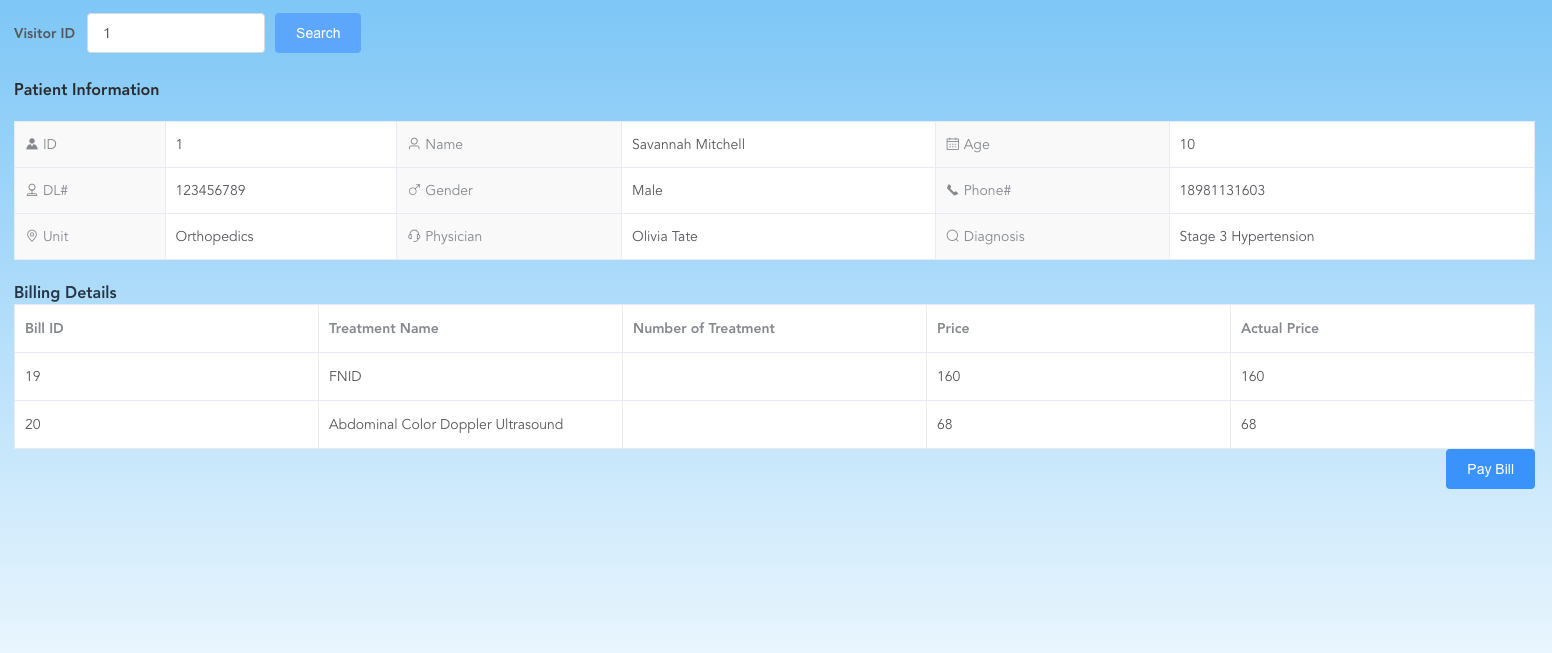 Visitor ID 1 Search
Patient Information
ID 1 Name Savannah Mitchell Age 10
DL# 123456789 Gender Male Phone# 18981131603
Unit Orthopedics Physician Olivia Tate Diagnosis Stage 3 Hypertension
Billing Details
Bill ID Treatment Name Number of Treatment Price Actual Price
19 FNID 160 160
20 Abdominal Color Doppler Ultrasound 68 68
Pay Bill